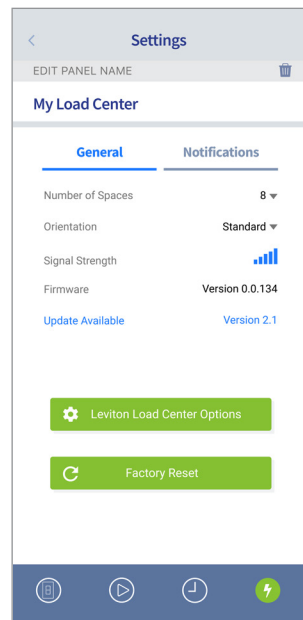 Settings
EDIT PANEL NAME
My Load Center
General Notifications
Number of Spaces 8
Orientation Standard
Signal Strength
Firmware Version 0.0.134
Update Available Version 2.1
Leviton Load Center Options
Factory Reset